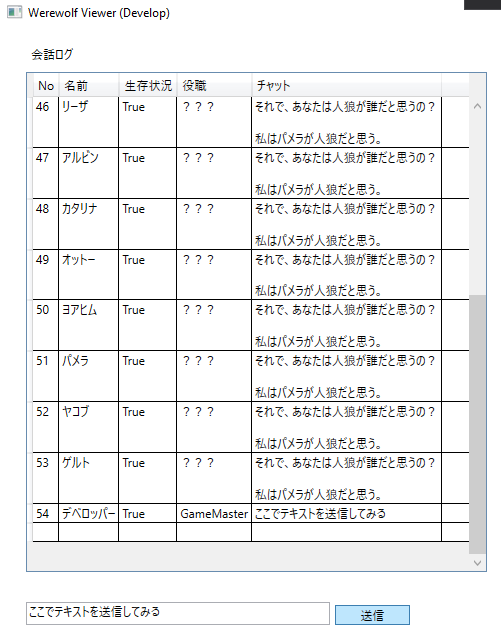 Werewolf Viewer (Develop)
会話ログ
No 名前 生存状況 役職 チャット
46 リーザ True ？？？ それで、あなたは人狼が誰だと思うの？
私はパメラが人狼だと思う。
47 アルビン True ？？？ それで、あなたは人狼が誰だと思うの？
私はパメラが人狼だと思う。
48 カタリナ True ？？？ それで、あなたは人狼が誰だと思うの？
私はパメラが人狼だと思う。
49 オットー True ？？？ それで、あなたは人狼が誰だと思うの？
私はパメラが人狼だと思う。
50 ヨアヒム True ？？？ それで、あなたは人狼が誰だと思うの？
私はパメラが人狼だと思う。
51 パメラ True ？？？ それで、あなたは人狼が誰だと思うの？
私はパメラが人狼だと思う。
52 ヤコブ True ？？？ それで、あなたは人狼が誰だと思うの？
私はパメラが人狼だと思う。
53 ゲルト True ？？？ それで、あなたは人狼が誰だと思うの？
私はパメラが人狼だと思う。
54 デベロッパー True GameMaster ここでテキストを送信してみる
ここでテキストを送信してみる 送信